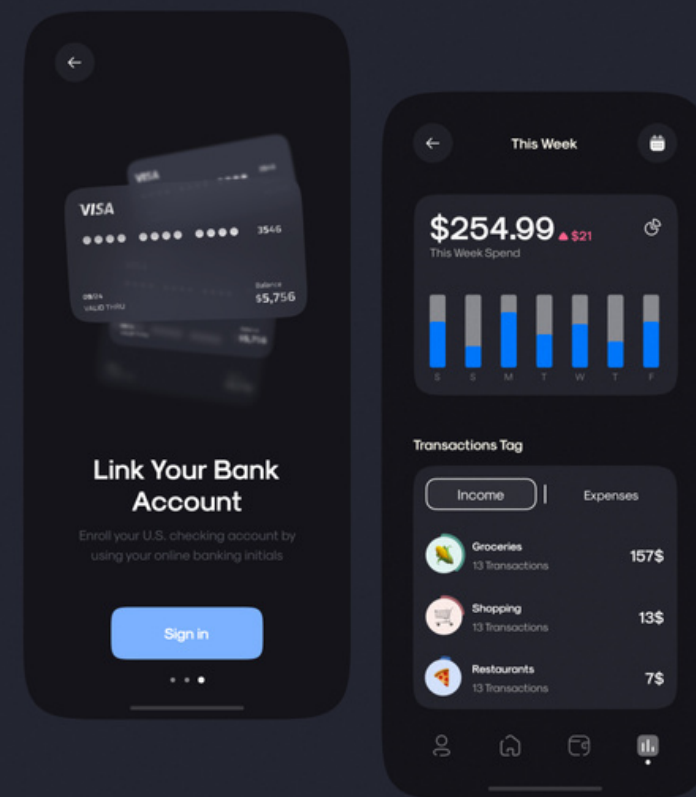 VISA
VISA
3546
09/24
VALID THRU
Balance
$5,756
Link Your Bank
Account
Enroll your U.S. checking account by
using your online banking initials
Sign in
This Week
$254.99
$21
This Week Spend
S S M T W T F
Transactions Tag
Income
Expenses
Groceries
157$
13 Transactions
Shopping
13$
13 Transactions
Restaurants
7$
13 Transactions